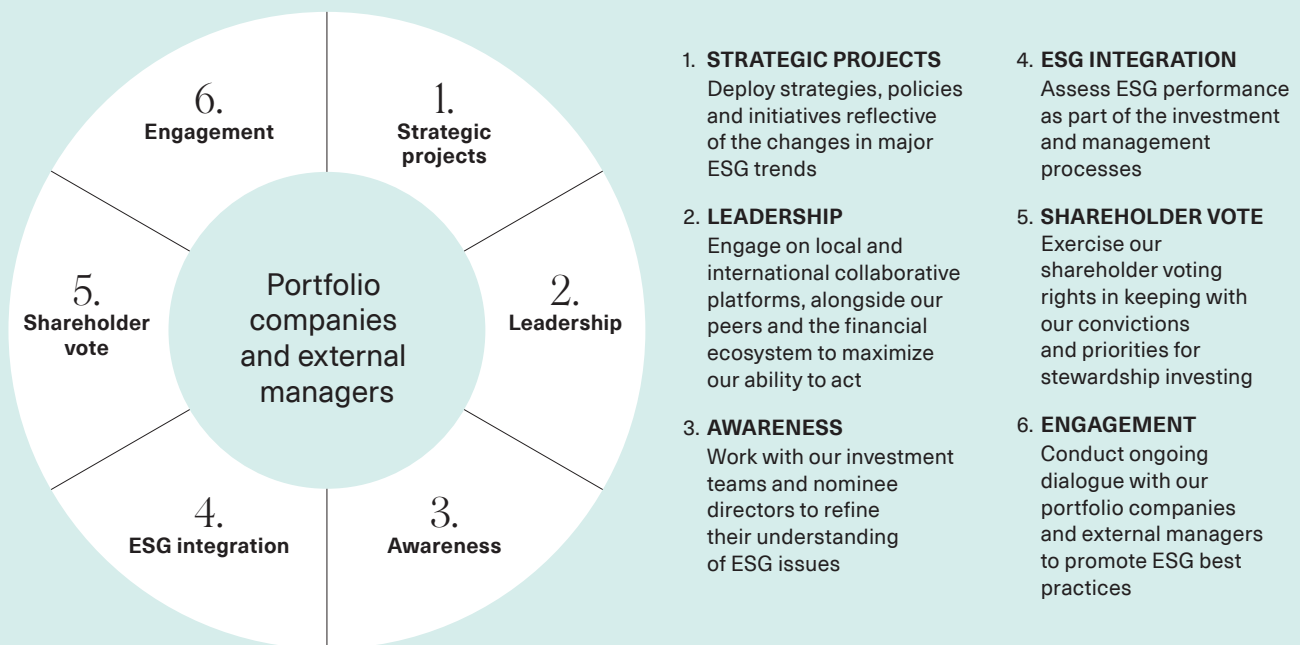 6.
Engagement
1.
Strategic
projects
5.
Shareholder
vote
Portfolio
companies
and external
managers
2.
Leadership
4.
ESG integration
3.
Awareness
1. STRATEGIC PROJECTS
Deploy strategies, policies
and initiatives reflective
of the changes in major
ESG trends
2. LEADERSHIP
Engage on local and
international collaborative
platforms, alongside our
peers and the financial
ecosystem to maximize
our ability to act
3. AWARENESS
Work with our investment
teams and nominee
directors to refine
their understanding
of ESG issues
4. ESG INTEGRATION
Assess ESG performance
as part of the investment
and management
processes
5. SHAREHOLDER VOTE
Exercise our
shareholder voting
rights in keeping with
our convictions
and priorities for
stewardship investing
6. ENGAGEMENT
Conduct ongoing
dialogue with our
portfolio companies
and external managers
to promote ESG best
practices